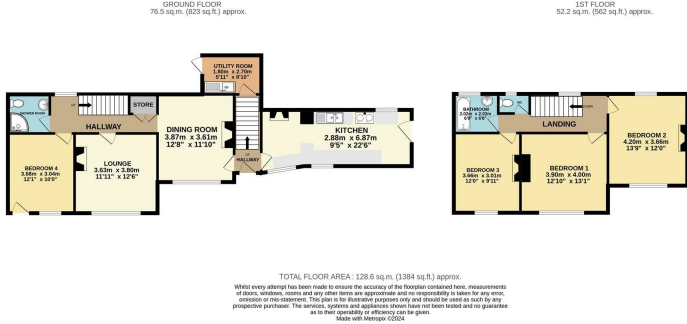 GROUND FLOOR
76.5 sq.m. (823 sq.ft.) approx.
1ST FLOOR
52.2 sq.m. (562 sq.ft.) approx.
UTILITY ROOM
1.80m x 2.70m
5'11" x 8'10"
SHOWER ROOM
UP
STORE
HALLWAY
DINING ROOM
3.87m x 3.61m
12'8" x 11'10"
KITCHEN
2.88m x 6.87m
9'5" x 22'6"
UP
HALLWAY
BEDROOM 4
3.68m x 3.04m
12'1" x 10'0"
LOUNGE
3.63m x 3.80m
11'11" x 12'6"
BATHROOM
2.02m x 2.02m
6'8" x 6'8"
WC
DOWN
LANDING
BEDROOM 2
4.20m x 3.66m
13'9" x 12'0"
BEDROOM 3
3.66m x 3.01m
12'0" x 9'11"
BEDROOM 1
3.90m x 4.00m
12'10" x 13'1"
TOTAL FLOOR AREA : 128.6 sq.m. (1384 sq.ft.) approx.
Whilst every attempt has been made to ensure the accuracy of the floorplan contained here, measurements
of doors, windows, rooms and any other items are approximate and no responsibility is taken for any error,
omission or mis-statement. This plan is for illustrative purposes only and should be used as such by any
prospective purchaser. The services, systems and appliances shown have not been tested and no guarantee
as to their operability or efficiency can be given.
Made with Metropix ©2024